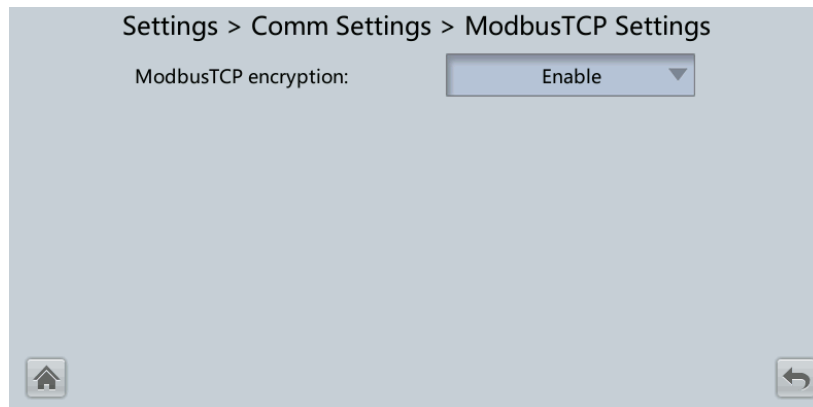 Settings > Comm Settings > ModbusTCP Settings
ModbusTCP encryption: Enable